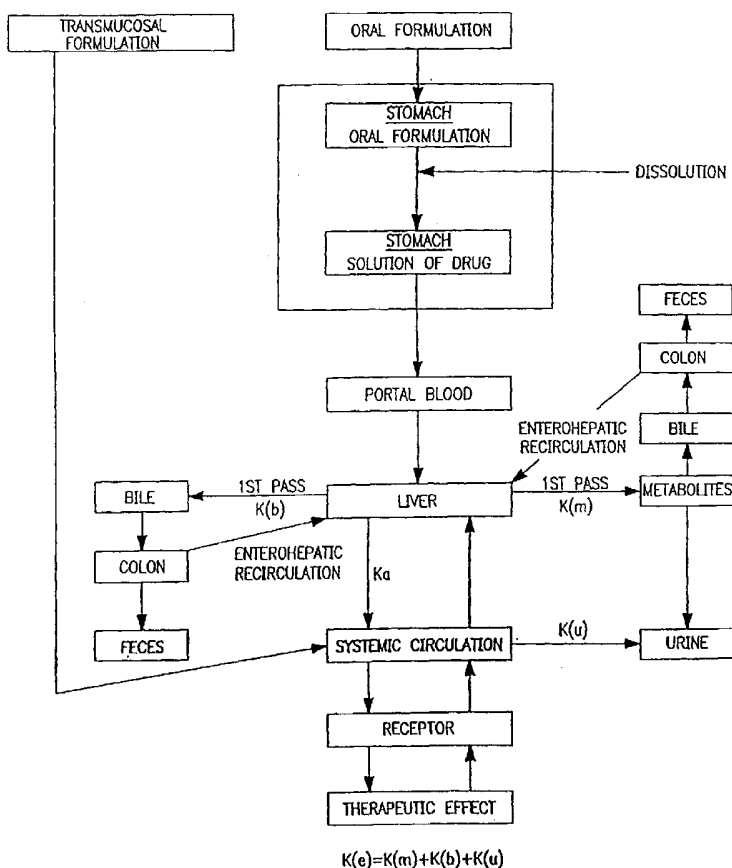 TRANSMUCOSAL
FORMULATION
ORAL FORMULATION
STOMACH
ORAL FORMULATION
DISSOLUTION
STOMACH
SOLUTION OF DRUG
FECES
COLON
PORTAL BLOOD
ENTEROHEPATIC
RECIRCULATION
BILE
BILE
1ST PASS
K(b)
LIVER
1ST PASS
K(m)
METABOLITES
COLON
ENTEROHEPATIC
RECIRCULATION
Ka
FECES
SYSTEMIC CIRCULATION
K(u)
URINE
RECEPTOR
THERAPEUTIC EFFECT
K(e)=K(m)+K(b)+K(u)